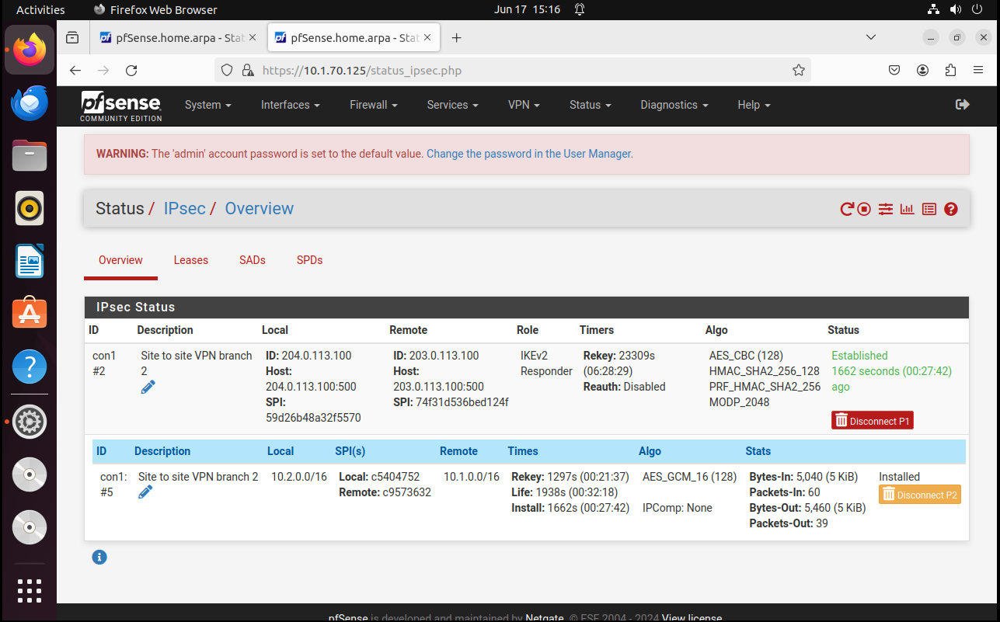 Activities Firefox Web Browser Jun 17 15:16
pfSense.home.arpa - Stat pfSense.home.arpa - Stat
https://10.1.70.125/status_ipsec.php
pfsense System Interfaces Firewall Services VPN Status Diagnostics Help
COMMUNITY EDITION
WARNING: The 'admin' account password is set to the default value. Change the password in the User Manager.
Status / IPsec / Overview
Overview Leases SADs SPDs
IPsec Status
ID Description Local Remote Role Timers Algo Status
con1 Site to site VPN branch ID: 204.0.113.100 ID: 203.0.113.100 IKEv2 Rekey: 23309s AES_CBC (128) Established
#2 2 Host: Host: Responder (06:28:29) HMAC_SHA2_256_128 1662 seconds (00:27:42)
204.0.113.100:500 203.0.113.100:500 Reauth: Disabled PRF_HMAC_SHA2_256 ago
SPI: SPI: 74f31d536bed124f MODP_2048
59d26b48a32f5570 Disconnect P1
ID Description Local SPI(s) Remote Times Algo Stats
con1: Site to site VPN branch 2 10.2.0.0/16 Local: c5404752 10.1.0.0/16 Rekey: 1297s (00:21:37) AES_GCM_16 (128) Bytes-In: 5,040 (5 KiB) Installed
#5 Remote: c9573632 Life: 1938s (00:32:18) Packets-In: 60 Disconnect P2
Install: 1662s (00:27:42) IPComp: None Bytes-Out: 5,460 (5 KiB)
Packets-Out: 39
pfSense is developed and maintained by Netgate. © ESF 2004 - 2024 View license.